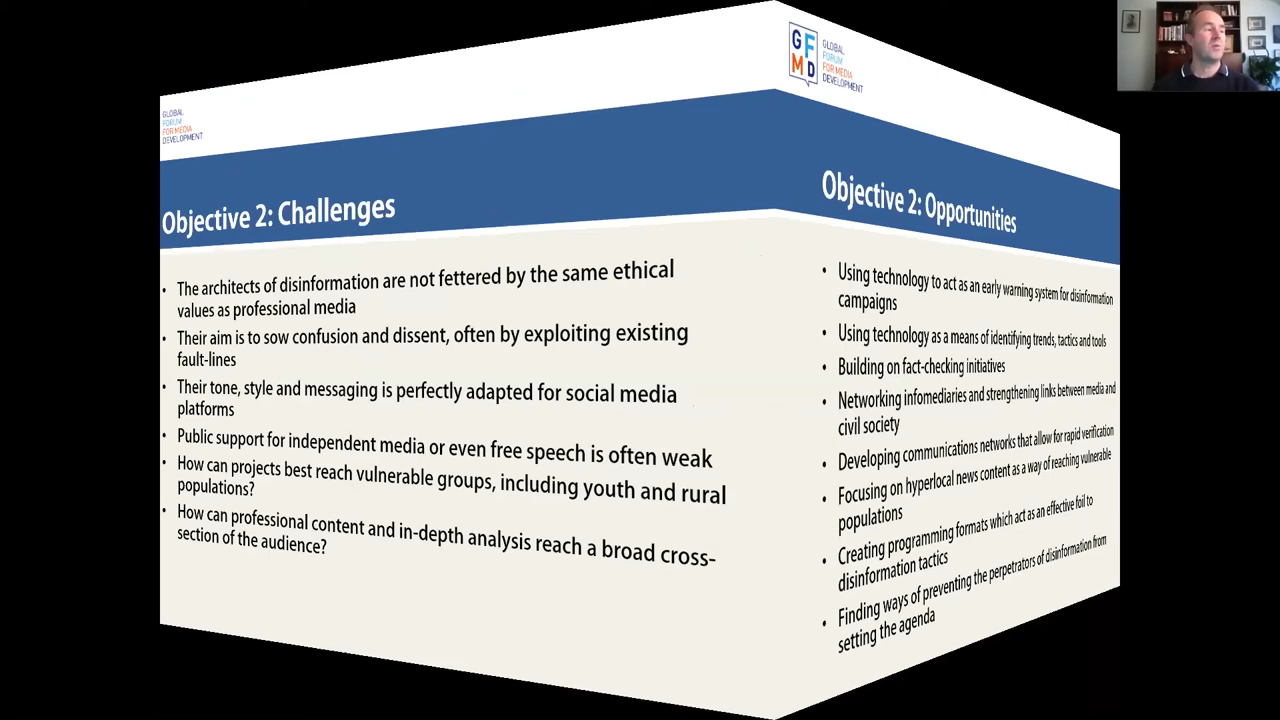 GLOBAL
FORUM
FOR MEDIA
DEVELOPMENT
Objective 2: Challenges
• The architects of disinformation are not fettered by the same ethical
values as professional media
• Their aim is to sow confusion and dissent, often by exploiting existing
fault-lines
• Their tone, style and messaging is perfectly adapted for social media
platforms
• Public support for independent media or even free speech is often weak
• How can projects best reach vulnerable groups, including youth and rural
populations?
• How can professional content and in-depth analysis reach a broad cross-
section of the audience?
GF
MD
GLOBAL
FORUM
FOR MEDIA
DEVELOPMENT
Objective 2: Opportunities
• Using technology to act as an early warning system for disinformation
campaigns
• Using technology as a means of identifying trends, tactics and tools
• Building on fact-checking initiatives
• Networking infomediaries and strengthening links between media and
civil society
• Developing communications networks that allow for rapid verification
• Focusing on hyperlocal news content as a way of reaching vulnerable
populations
• Creating programming formats which act as an effective foil to
disinformation tactics
• Finding ways of preventing the perpetrators of disinformation from
setting the agenda